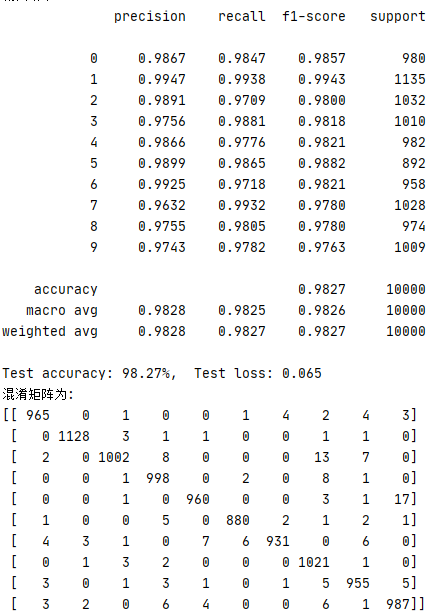 precision recall f1-score support
0 0.9867 0.9847 0.9857 980
1 0.9947 0.9938 0.9943 1135
2 0.9891 0.9709 0.9800 1032
3 0.9756 0.9881 0.9818 1010
4 0.9866 0.9776 0.9821 982
5 0.9899 0.9865 0.9882 892
6 0.9925 0.9718 0.9821 958
7 0.9632 0.9932 0.9780 1028
8 0.9755 0.9805 0.9780 974
9 0.9743 0.9782 0.9763 1009
accuracy 0.9827 10000
macro avg 0.9828 0.9825 0.9826 10000
weighted avg 0.9828 0.9827 0.9827 10000
Test accuracy: 98.27%, Test loss: 0.065
混淆矩阵为:
[[ 965 0 1 0 0 1 4 2 4 3]
[ 0 1128 3 1 1 0 0 1 1 0]
[ 2 0 1002 8 0 0 0 13 7 0]
[ 0 0 1 998 0 2 0 8 1 0]
[ 0 0 1 0 960 0 0 3 1 17]
[ 1 0 0 5 0 880 2 1 2 1]
[ 4 3 1 0 7 6 931 0 6 0]
[ 0 1 3 2 0 0 0 1021 1 0]
[ 3 0 1 3 1 0 1 5 955 5]
[ 3 2 0 6 4 0 0 6 1 987]]